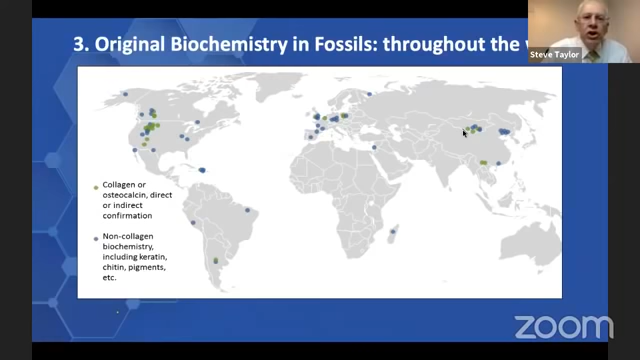 3. Original Biochemistry in Fossils: throughout the
Steve Taylor
Collagen or
osteocalcin, direct
or indirect
confirmation
Non-collagen
biochemistry,
including keratin,
chitin, pigments,
etc.
zoom